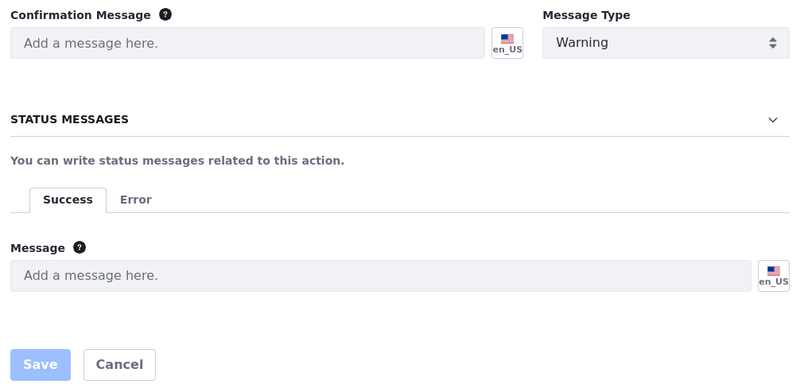 Confirmation Message ?
Message Type
Add a message here.
en_US
Warning
STATUS MESSAGES
You can write status messages related to this action.
Success
Error
Message ?
Add a message here.
en_US
Save
Cancel